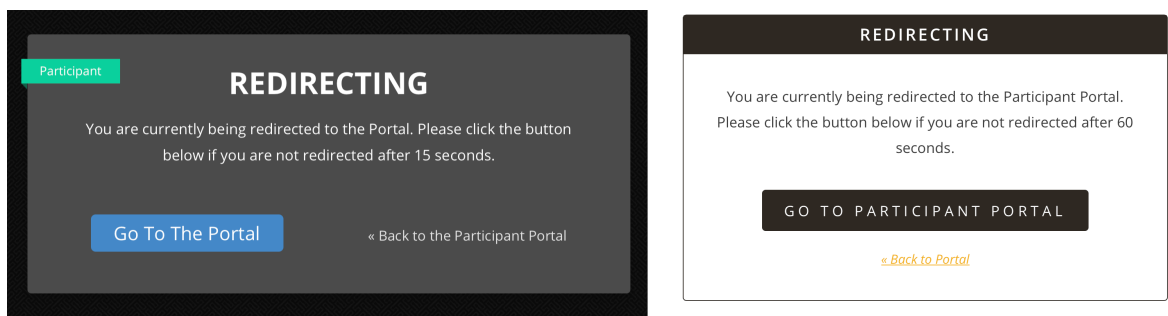 Participant
REDIRECTING
You are currently being redirected to the Portal. Please click the button
below if you are not redirected after 15 seconds.
Go To The Portal
« Back to the Participant Portal
REDIRECTING
You are currently being redirected to the Participant Portal.
Please click the button below if you are not redirected after 60
seconds.
GO TO PARTICIPANT PORTAL
« Back to Portal